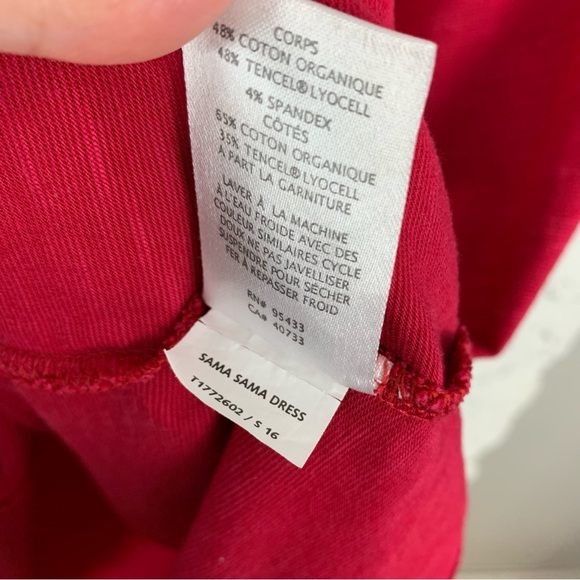 CORPS
48% COTON ORGANIQUE
48% TENCEL® LYOCELL
4% SPANDEX
CÔTÉS
65% COTON ORGANIQUE
35% TENCEL® LYOCELL
À PART LA GARNITURE
LAVER À LA MACHINE
À L'EAU FROIDE AVEC DES
COULEUR SIMILAIRES CYCLE
DOUX NE PAS JAVELLISER
SUSPENDRE POUR SÉCHER
FER À REPASSER FROID
RN# 95433
CA# 40733
SAMA SAMA DRESS
T1772602 / S 16